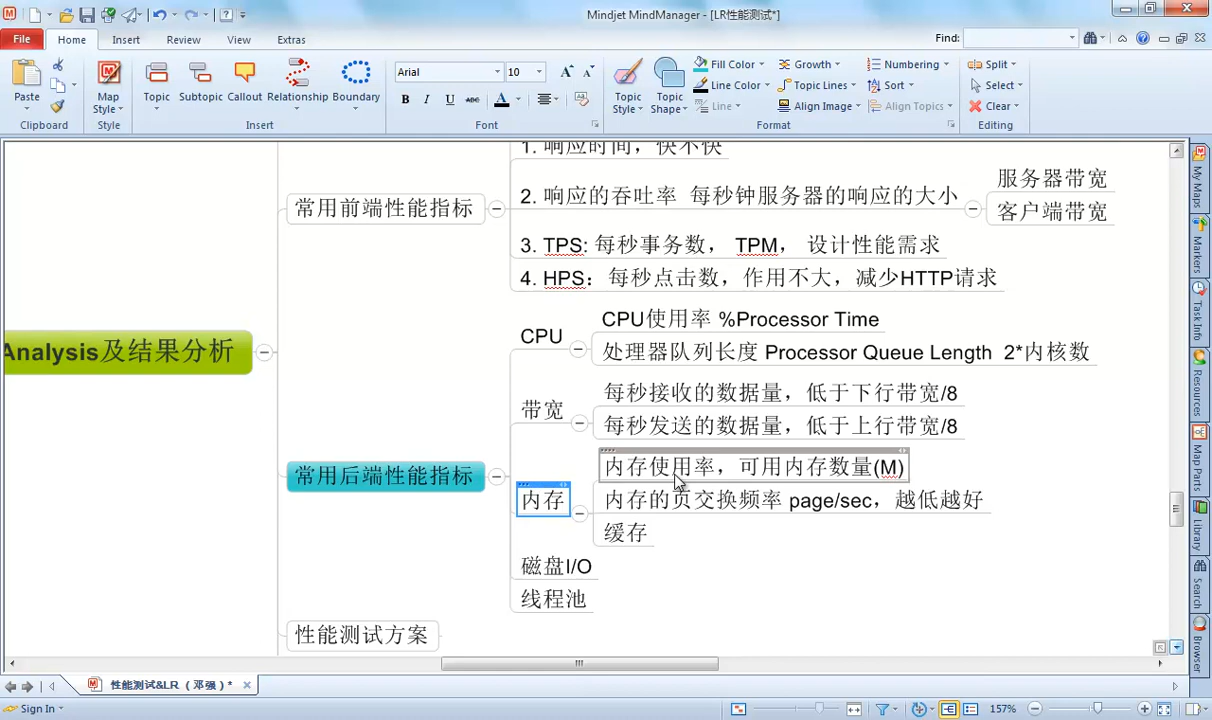 Mindjet MindManager - [LR性能测试*]
File
Home
Insert
Review
View
Extras
Find:
Paste
Clipboard
Map Style
Style
Topic
Subtopic
Callout
Relationship
Boundary
Insert
Arial
10
B I U abc A
Font
Topic Style
Topic Shape
Fill Color
Line Color
Line
Growth
Topic Lines
Align Image
Numbering
Sort
Align Topics
Format
Split
Select
Clear
Editing
1. 响应时间，快不快
常用前端性能指标
2. 响应的吞吐率 每秒钟服务器的响应的大小
服务器带宽
客户端带宽
3. TPS: 每秒事务数， TPM， 设计性能需求
4. HPS：每秒点击数，作用不大，减少HTTP请求
Analysis及结果分析
CPU
CPU使用率 %Processor Time
处理器队列长度 Processor Queue Length 2*内核数
带宽
每秒接收的数据量，低于下行带宽/8
每秒发送的数据量，低于上行带宽/8
常用后端性能指标
内存
内存使用率，可用内存数量(M)
内存的页交换频率 page/sec，越低越好
缓存
磁盘I/O
线程池
性能测试方案
My Maps
Markers
Task Info
Resources
Map Parts
Library
Search
Browser
性能测试&LR （邓强）*
Sign In
157%